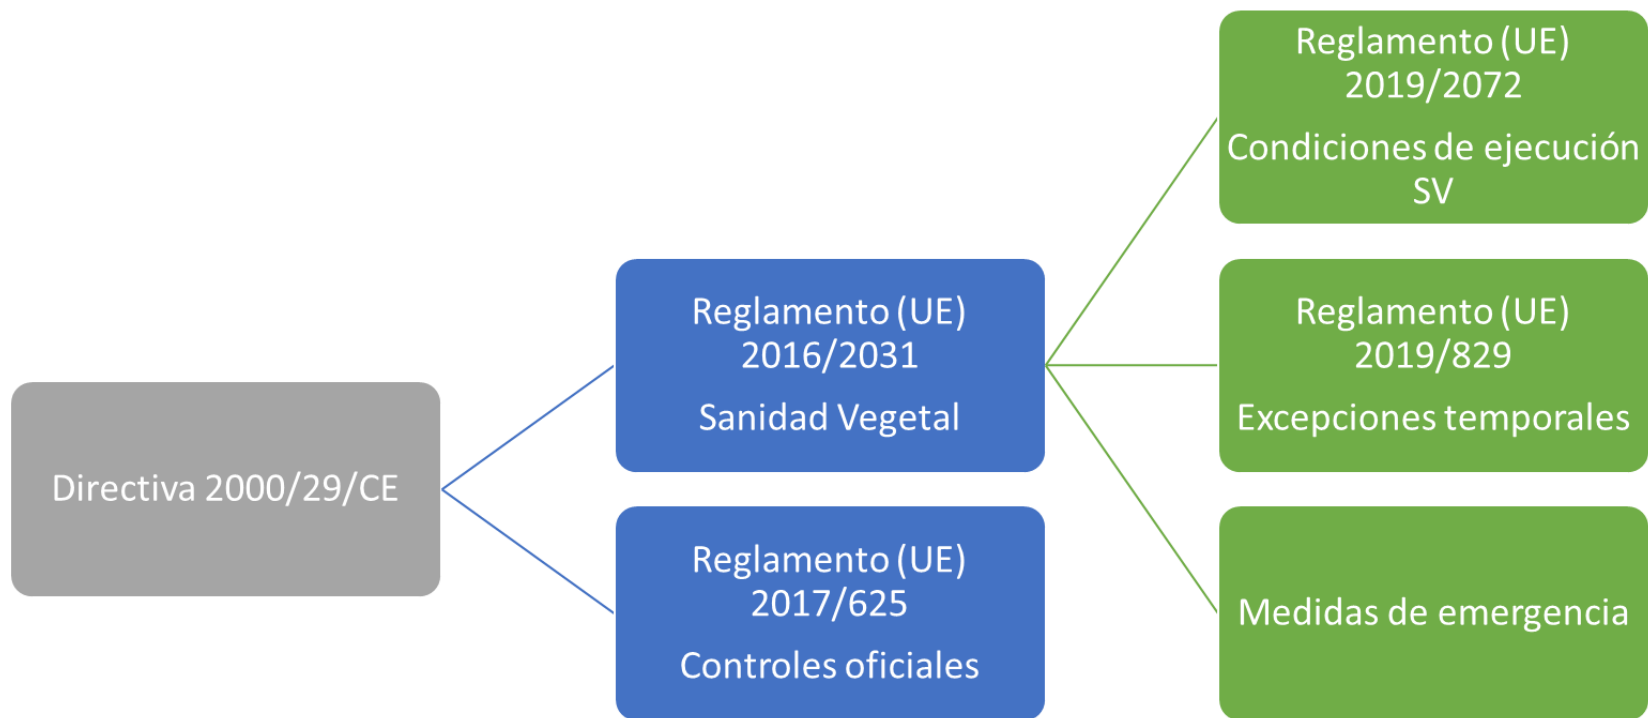 Directiva 2000/29/CE
Reglamento (UE)
2016/2031
Sanidad Vegetal
Reglamento (UE)
2017/625
Controles oficiales
Reglamento (UE)
2019/2072
Condiciones de ejecución
SV
Reglamento (UE)
2019/829
Excepciones temporales
Medidas de emergencia